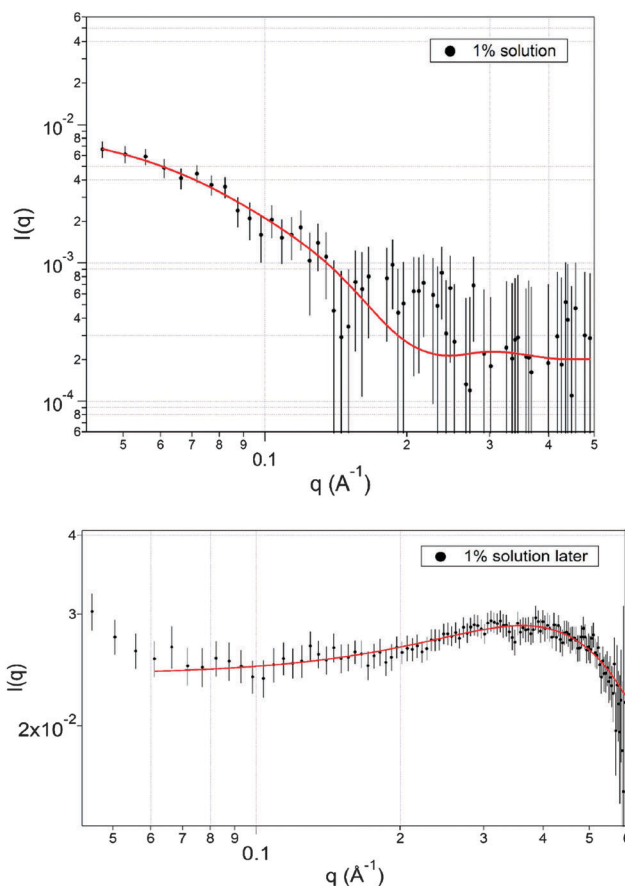 6
4
1% solution
2
10⁻²
8
6
4
2
I(q)
10⁻³
8
6
4
2
10⁻⁴
8
6
5 6 7 8 9 2 3 4 5
0.1
q (A⁻¹)
4
1% solution later
3
I(q)
2x10⁻²
5 6 7 8 9 2 3 4 5 6
0.1
q (Å⁻¹)